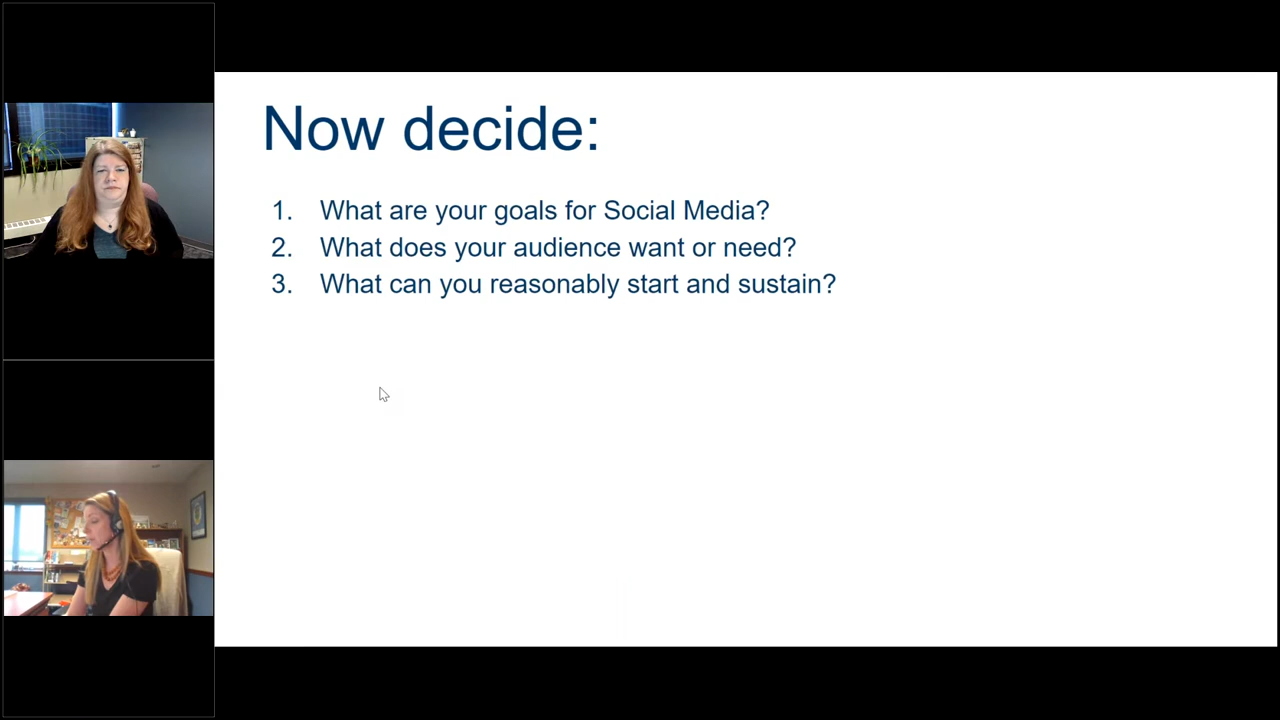 Now decide:
1. What are your goals for Social Media?
2. What does your audience want or need?
3. What can you reasonably start and sustain?